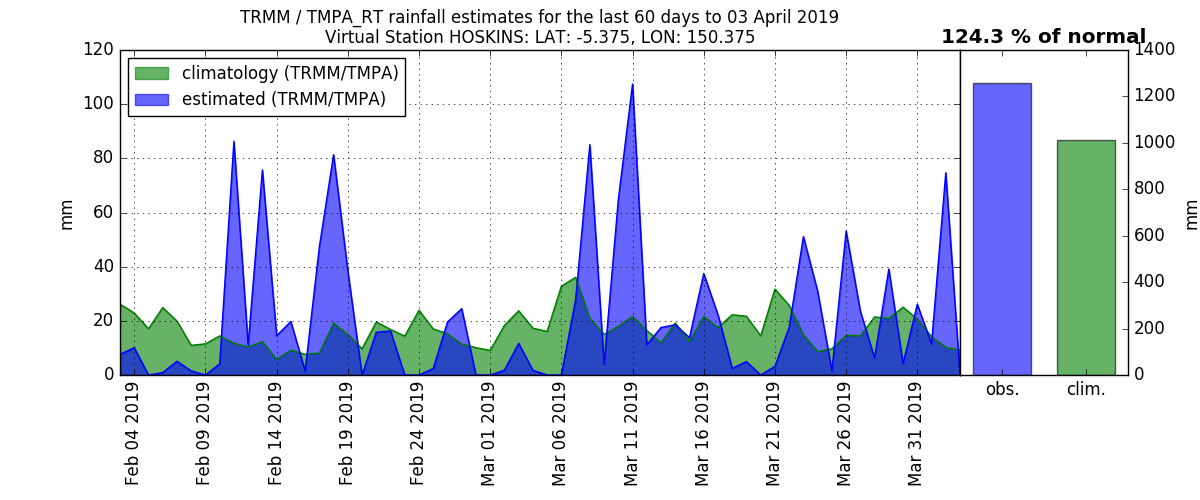 TRMM / TMPA_RT rainfall estimates for the last 60 days to 03 April 2019
Virtual Station HOSKINS: LAT: -5.375, LON: 150.375
124.3 % of normal
climatology (TRMM/TMPA)
estimated (TRMM/TMPA)
mm
120
100
80
60
40
20
0
Feb 04 2019
Feb 09 2019
Feb 14 2019
Feb 19 2019
Feb 24 2019
Mar 01 2019
Mar 06 2019
Mar 11 2019
Mar 16 2019
Mar 21 2019
Mar 26 2019
Mar 31 2019
obs.
clim.
1400
1200
1000
800
600
400
200
0
mm